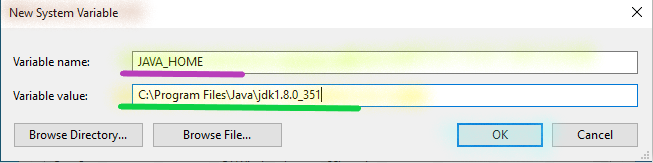 New System Variable
Variable name: JAVA_HOME
Variable value: C:\Program Files\Java\jdk1.8.0_351
Browse Directory... Browse File... OK Cancel